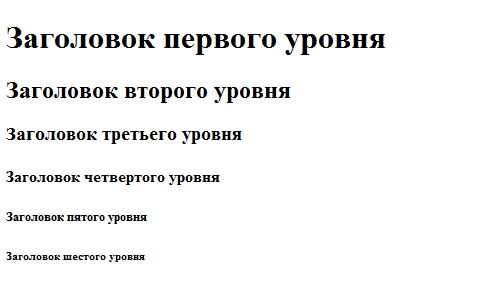 Заголовок первого уровня
Заголовок второго уровня
Заголовок третьего уровня
Заголовок четвертого уровня
Заголовок пятого уровня
Заголовок шестого уровня